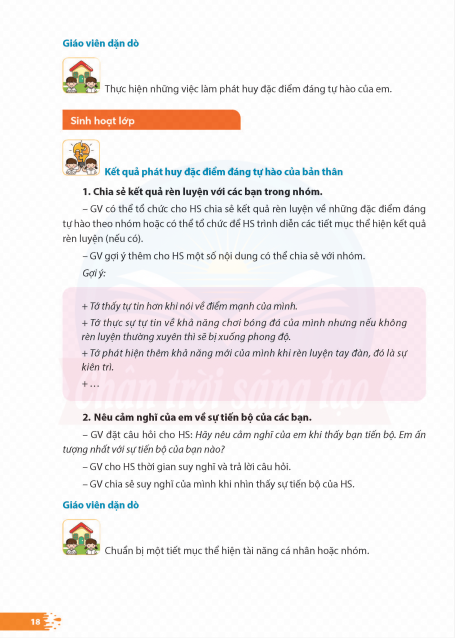 Giáo viên dặn dò
Thực hiện những việc làm phát huy đặc điểm đáng tự hào của em.
Sinh hoạt lớp
Kết quả phát huy đặc điểm đáng tự hào của bản thân
1. Chia sẻ kết quả rèn luyện với các bạn trong nhóm.
– GV có thể tổ chức cho HS chia sẻ kết quả rèn luyện về những đặc điểm đáng
tự hào theo nhóm hoặc có thể tổ chức để HS trình diễn các tiết mục thể hiện kết quả
rèn luyện (nếu có).
– GV gợi ý thêm cho HS một số nội dung có thể chia sẻ với nhóm.
Gợi ý:
+ Tớ thấy tự tin hơn khi nói về điểm mạnh của mình.
+ Tớ thực sự tự tin về khả năng chơi bóng đá của mình nhưng nếu không
rèn luyện thường xuyên thì sẽ bị xuống phong độ.
+ Tớ phát hiện thêm khả năng mới của mình khi rèn luyện tay đàn, đó là sự
kiên trì.
+ …
Chân trời sáng tạo
2. Nêu cảm nghĩ của em về sự tiến bộ của các bạn.
– GV đặt câu hỏi cho HS: Hãy nêu cảm nghĩ của em khi thấy bạn tiến bộ. Em ấn
tượng nhất với sự tiến bộ của bạn nào?
– GV cho HS thời gian suy nghĩ và trả lời câu hỏi.
– GV chia sẻ suy nghĩ của mình khi nhìn thấy sự tiến bộ của HS.
Giáo viên dặn dò
Chuẩn bị một tiết mục thể hiện tài năng cá nhân hoặc nhóm.
18